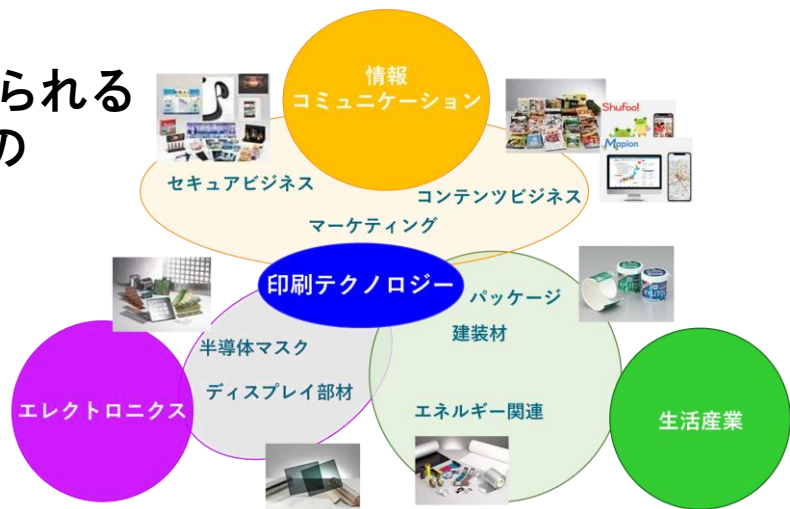 られる
の
情報
コミュニケーション
Shufoo!
Mapion
セキュアビジネス
コンテンツビジネス
マーケティング
印刷テクノロジー
パッケージ
建装材
半導体マスク
ディスプレイ部材
エネルギー関連
エレクトロニクス
生活産業